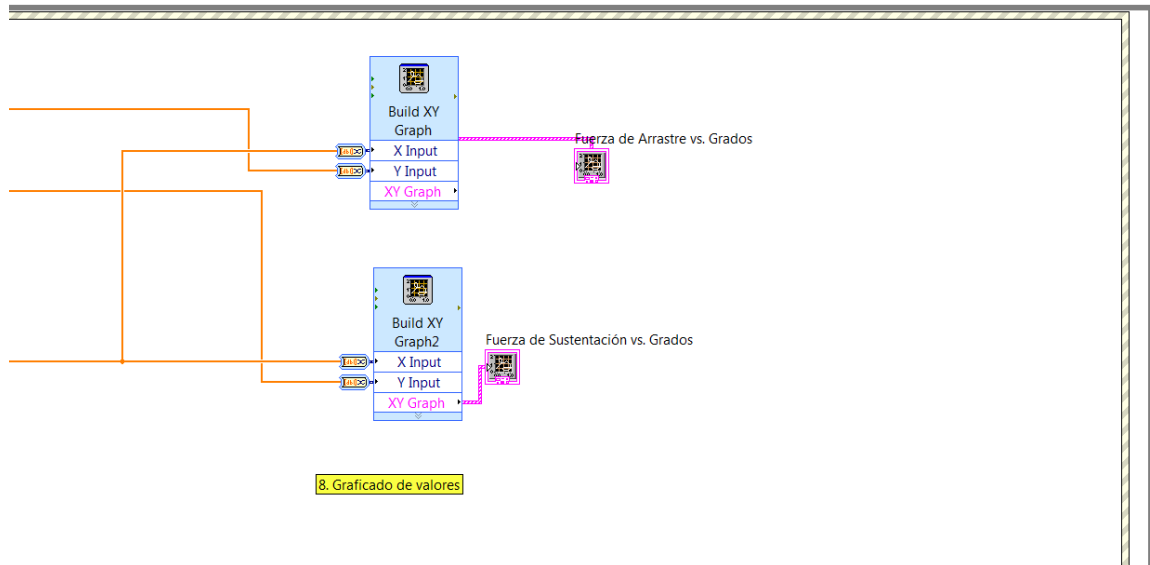 Build XY
Graph
X Input
Y Input
XY Graph
Fuerza de Arrastre vs. Grados
Build XY
Graph2
X Input
Y Input
XY Graph
Fuerza de Sustentación vs. Grados
8. Graficado de valores